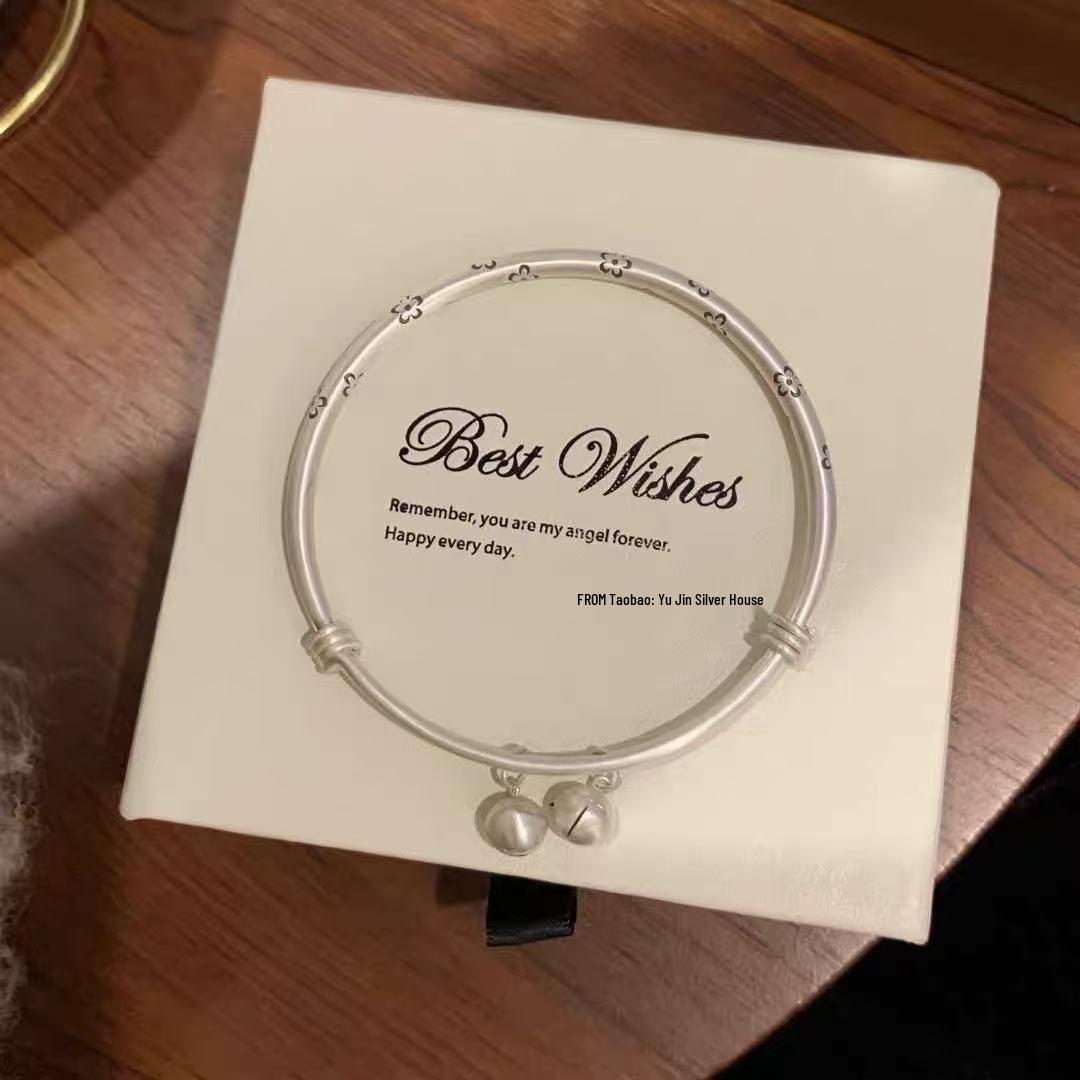 Best Wishes
Remember, you are my angel forever.
Happy every day.
FROM Taobao: Yu Jin Silver House